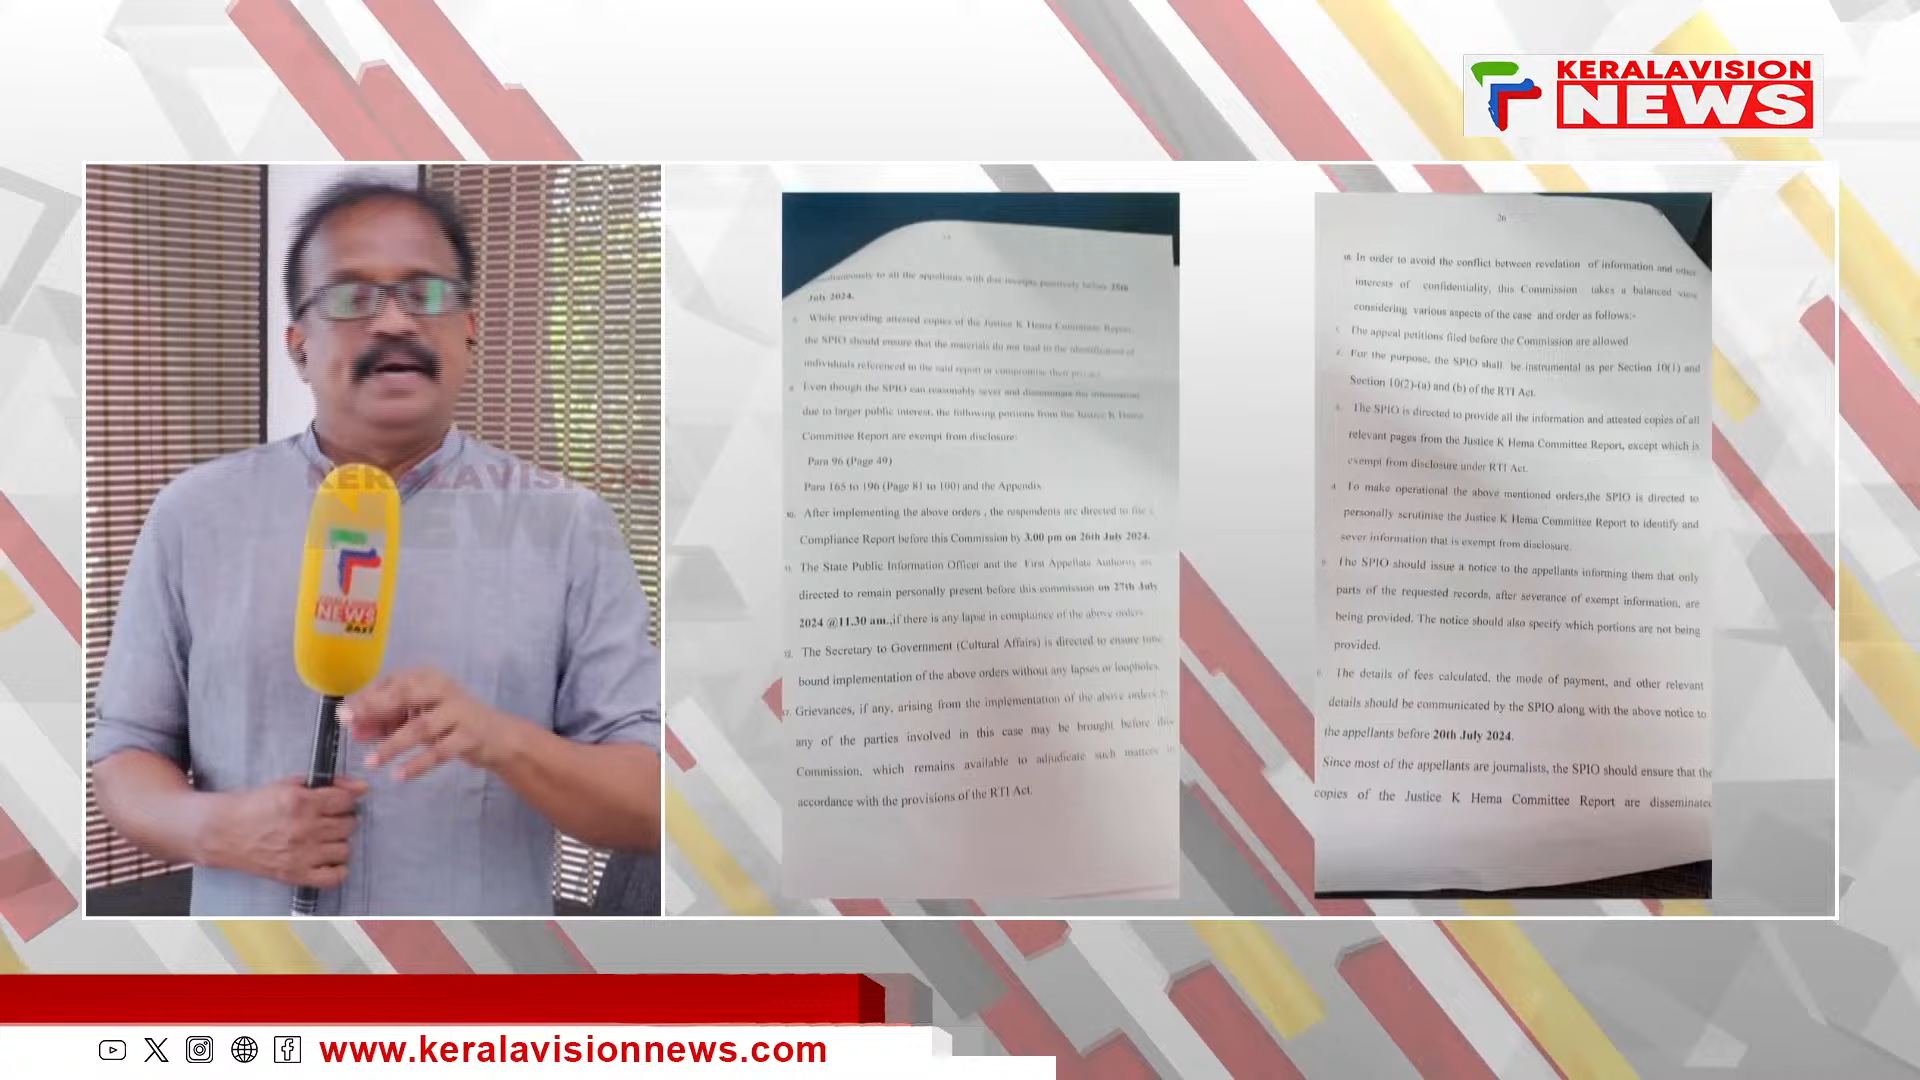 KERALAVISION
NEWS
KERALAVISION
NEWS
NEWS
24x7
July 2024.
While providing attested copies of the Justice K Hema Committee Report,
the SPIO should ensure that the materials do not lead to the identification of
individuals referenced in the said report or compromise their
Even though the SPIO can reasonably sever and disseminate the information
due to larger public interest, the following portions from the Justice K Hema
Committee Report are exempt from disclosure:
Para 96 (Page 49)
Para 165 to 196 (Page 81 to 100) and the Appendix
10. After implementing the above orders , the respondents are directed to file a
Compliance Report before this Commission by 3.00 pm on 26th July 2024.
11. The State Public Information Officer and the First Appellate Authority are
directed to remain personally present before this commission on 27th July
2024 @11.30 am.,if there is any lapse in complaince of the above orders
12. The Secretary to Government (Cultural Affairs) is directed to ensure time
bound implementation of the above orders without any lapses or loopholes.
Grievances, if any, arising from the implementation of the above orders
any of the parties involved in this case may be brought before this
Commission, which remains available to adjudicate such matters in
accordance with the provisions of the RTI Act.
26
In order to avoid the conflict between revelation of information and other
interests of confidentiality, this Commission takes a balanced view
considering various aspects of the case and order as follows:-
The appeal petitions filed before the Commission are allowed
For the purpose, the SPIO shall be instrumental as per Section 10(1) and
Section 10(2)-(a) and (b) of the RTI Act.
The SPIO is directed to provide all the information and attested copies of all
relevant pages from the Justice K Hema Committee Report, except which is
exempt from disclosure under RTI Act.
To make operational the above mentioned orders,the SPIO is directed to
personally scrutinise the Justice K Hema Committee Report to identify and
sever information that is exempt from disclosure.
The SPIO should issue a notice to the appellants informing them that only
parts of the requested records, after severance of exempt information, are
being provided. The notice should also specify which portions are not being
provided.
The details of fees calculated, the mode of payment, and other relevant
details should be communicated by the SPIO along with the above notice to
the appellants before 20th July 2024.
Since most of the appellants are journalists, the SPIO should ensure that the
copies of the Justice K Hema Committee Report are disseminated
www.keralavisionnews.com